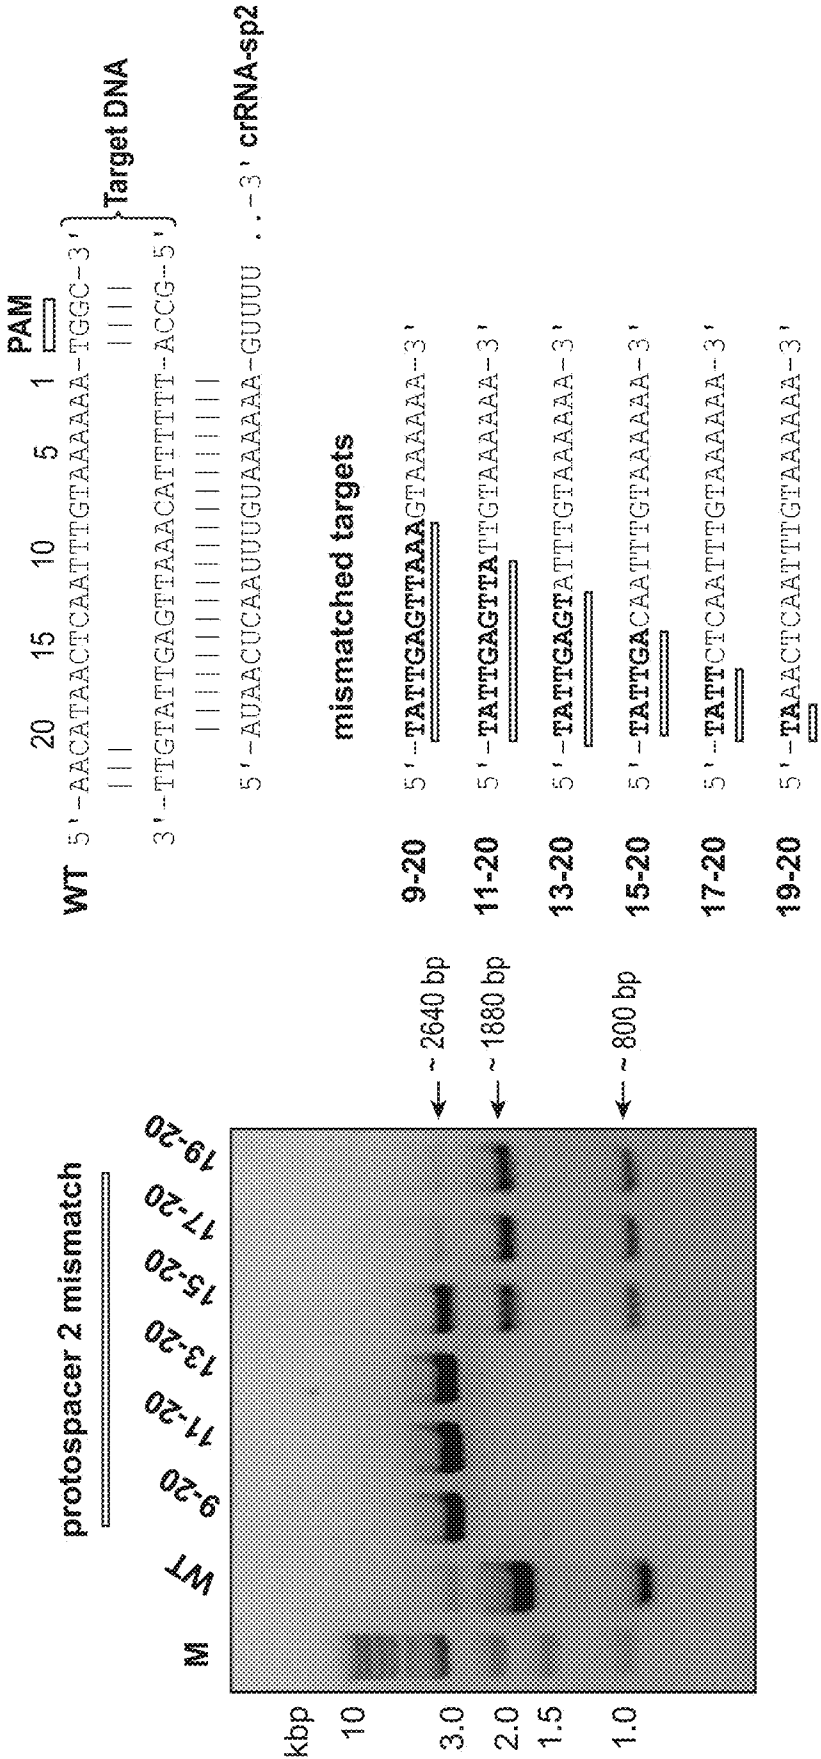 protospacer 2 mismatch
M WT 9-20 11-20 13-20 15-20 17-20 19-20
kbp
10
3.0
2.0
1.5
1.0
~ 2640 bp
~ 1880 bp
~ 800 bp
PAM
20 15 10 5 1
WT 5'-AACATAACTCAATTTGTAAAAAA-TGGC-3'
Target DNA
3'-TTGTATTGAGTTAAACATTTTTT-ACCG-5'
5'-AUAACUCAAUUUGUAAAAAA-GUUUU ..-3' crRNA-sp2
mismatched targets
9-20 5'-TATTGAGTTAAAGTAAAAAA-3'
11-20 5'-TATTGAGTTATTGTAAAAAA-3'
13-20 5'-TATTGAGTATTTGTAAAAAA-3'
15-20 5'-TATTGACAATTTGTAAAAAA-3'
17-20 5'-TATTCTCAATTTGTAAAAAA-3'
19-20 5'-TAAACTCAATTTGTAAAAAA-3'